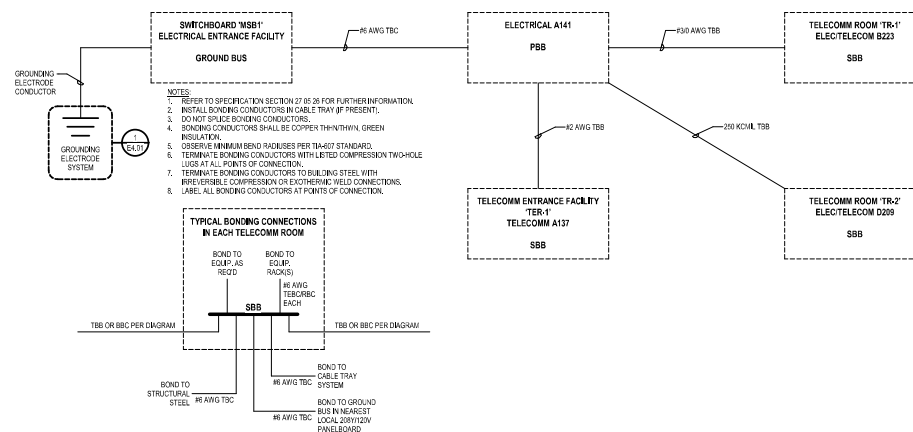 SWITCHBOARD 'MSB1'
ELECTRICAL ENTRANCE FACILITY
GROUND BUS
#6 AWG TBC
ELECTRICAL A141
PBB
#3/0 AWG TBB
TELECOMM ROOM 'TR-1'
ELEC/TELECOM B223
SBB
GROUNDING
ELECTRODE
CONDUCTOR
GROUNDING
ELECTRODE
SYSTEM
1
E4.01
NOTES:
1. REFER TO SPECIFICATION SECTION 27 05 26 FOR FURTHER INFORMATION.
2. INSTALL BONDING CONDUCTORS IN CABLE TRAY (IF PRESENT).
3. DO NOT SPLICE BONDING CONDUCTORS.
4. BONDING CONDUCTORS SHALL BE COPPER THHN/THWN, GREEN
INSULATION.
5. OBSERVE MINIMUM BEND RADIUSES PER TIA-607 STANDARD.
6. TERMINATE BONDING CONDUCTORS WITH LISTED COMPRESSION TWO-HOLE
LUGS AT ALL POINTS OF CONNECTION.
7. TERMINATE BONDING CONDUCTORS TO BUILDING STEEL WITH
IRREVERSIBLE COMPRESSION OR EXOTHERMIC WELD CONNECTIONS.
8. LABEL ALL BONDING CONDUCTORS AT POINTS OF CONNECTION.
#2 AWG TBB
250 KCMIL TBB
TELECOMM ENTRANCE FACILITY
'TER-1'
TELECOMM A137
SBB
TELECOMM ROOM 'TR-2'
ELEC/TELECOM D209
SBB
TYPICAL BONDING CONNECTIONS
IN EACH TELECOMM ROOM
BOND TO
EQUIP. AS
REQ'D
BOND TO
EQUIP.
RACK(S)
#6 AWG
TEBC/RBC
EACH
SBB
TBB OR BBC PER DIAGRAM
TBB OR BBC PER DIAGRAM
BOND TO
STRUCTURAL
STEEL
#6 AWG TBC
#6 AWG TBC
BOND TO
CABLE TRAY
SYSTEM
#6 AWG TBC
BOND TO GROUND
BUS IN NEAREST
LOCAL 208Y/120V
PANELBOARD